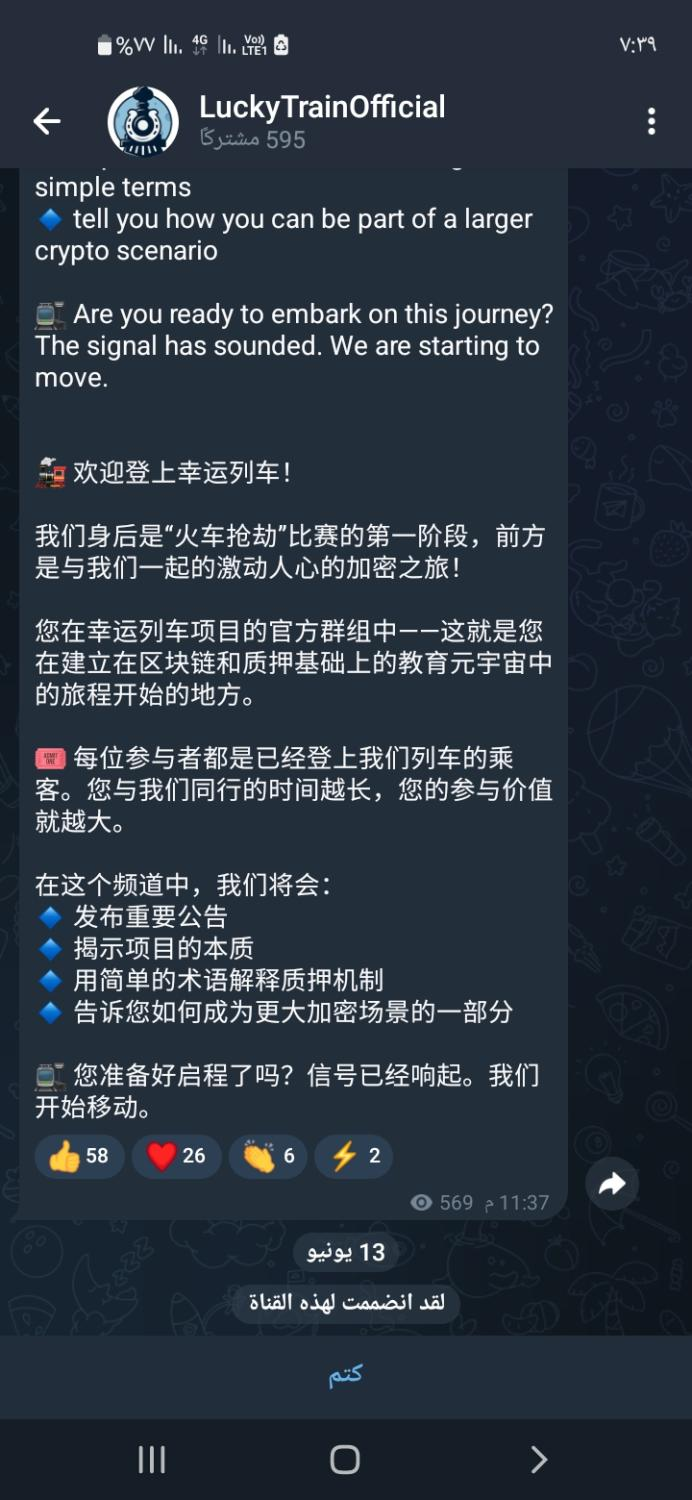 %٧٧ 4G Vo) LTE1 ٧:٣٩
LuckyTrainOfficial
595 مشتركًا
simple terms
🔷 tell you how you can be part of a larger
crypto scenario
🚈 Are you ready to embark on this journey?
The signal has sounded. We are starting to
move.
🚂 欢迎登上幸运列车！
我们身后是“火车抢劫”比赛的第一阶段，前方
是与我们一起的激动人心的加密之旅！
您在幸运列车项目的官方群组中——这就是您
在建立在区块链和质押基础上的教育元宇宙中
的旅程开始的地方。
🎟 每位参与者都是已经登上我们列车的乘
客。您与我们同行的时间越长，您的参与价值
就越大。
在这个频道中，我们将会：
🔷 发布重要公告
🔷 揭示项目的本质
🔷 用简单的术语解释质押机制
🔷 告诉您如何成为更大加密场景的一部分
🚈 您准备好启程了吗？信号已经响起。我们
开始移动。
👍 58 ❤️ 26 👏 6 ⚡ 2
569 11:37 م
13 يونيو
لقد انضممت لهذه القناة
كتم